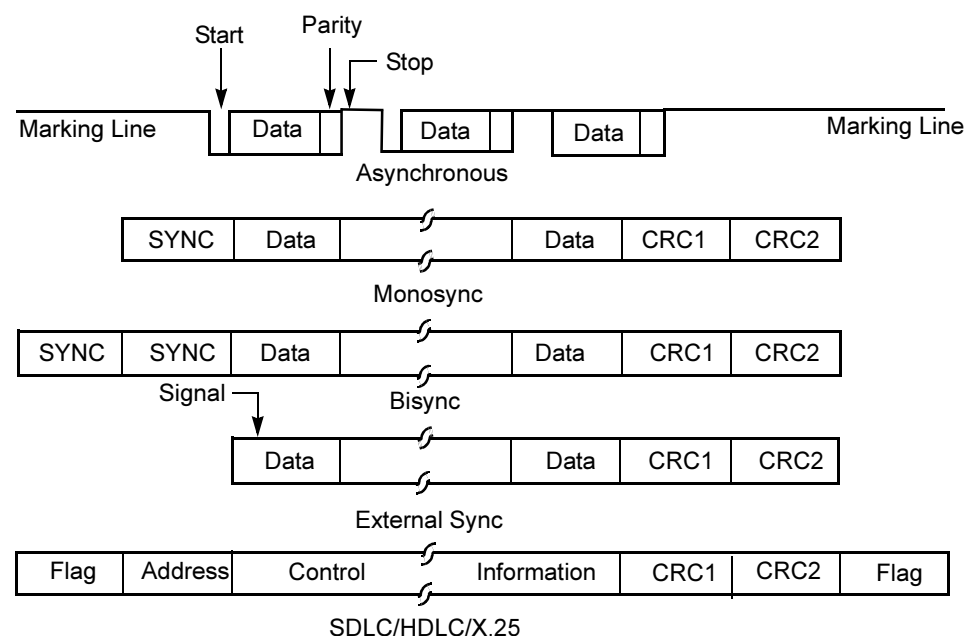 Start Parity
Stop
Marking Line Data Data Data Marking Line
Asynchronous
SYNC Data Data CRC1 CRC2
Monosync
SYNC SYNC Data Data CRC1 CRC2
Signal
Bisync
Data Data CRC1 CRC2
External Sync
Flag Address Control Information CRC1 CRC2 Flag
SDLC/HDLC/X.25